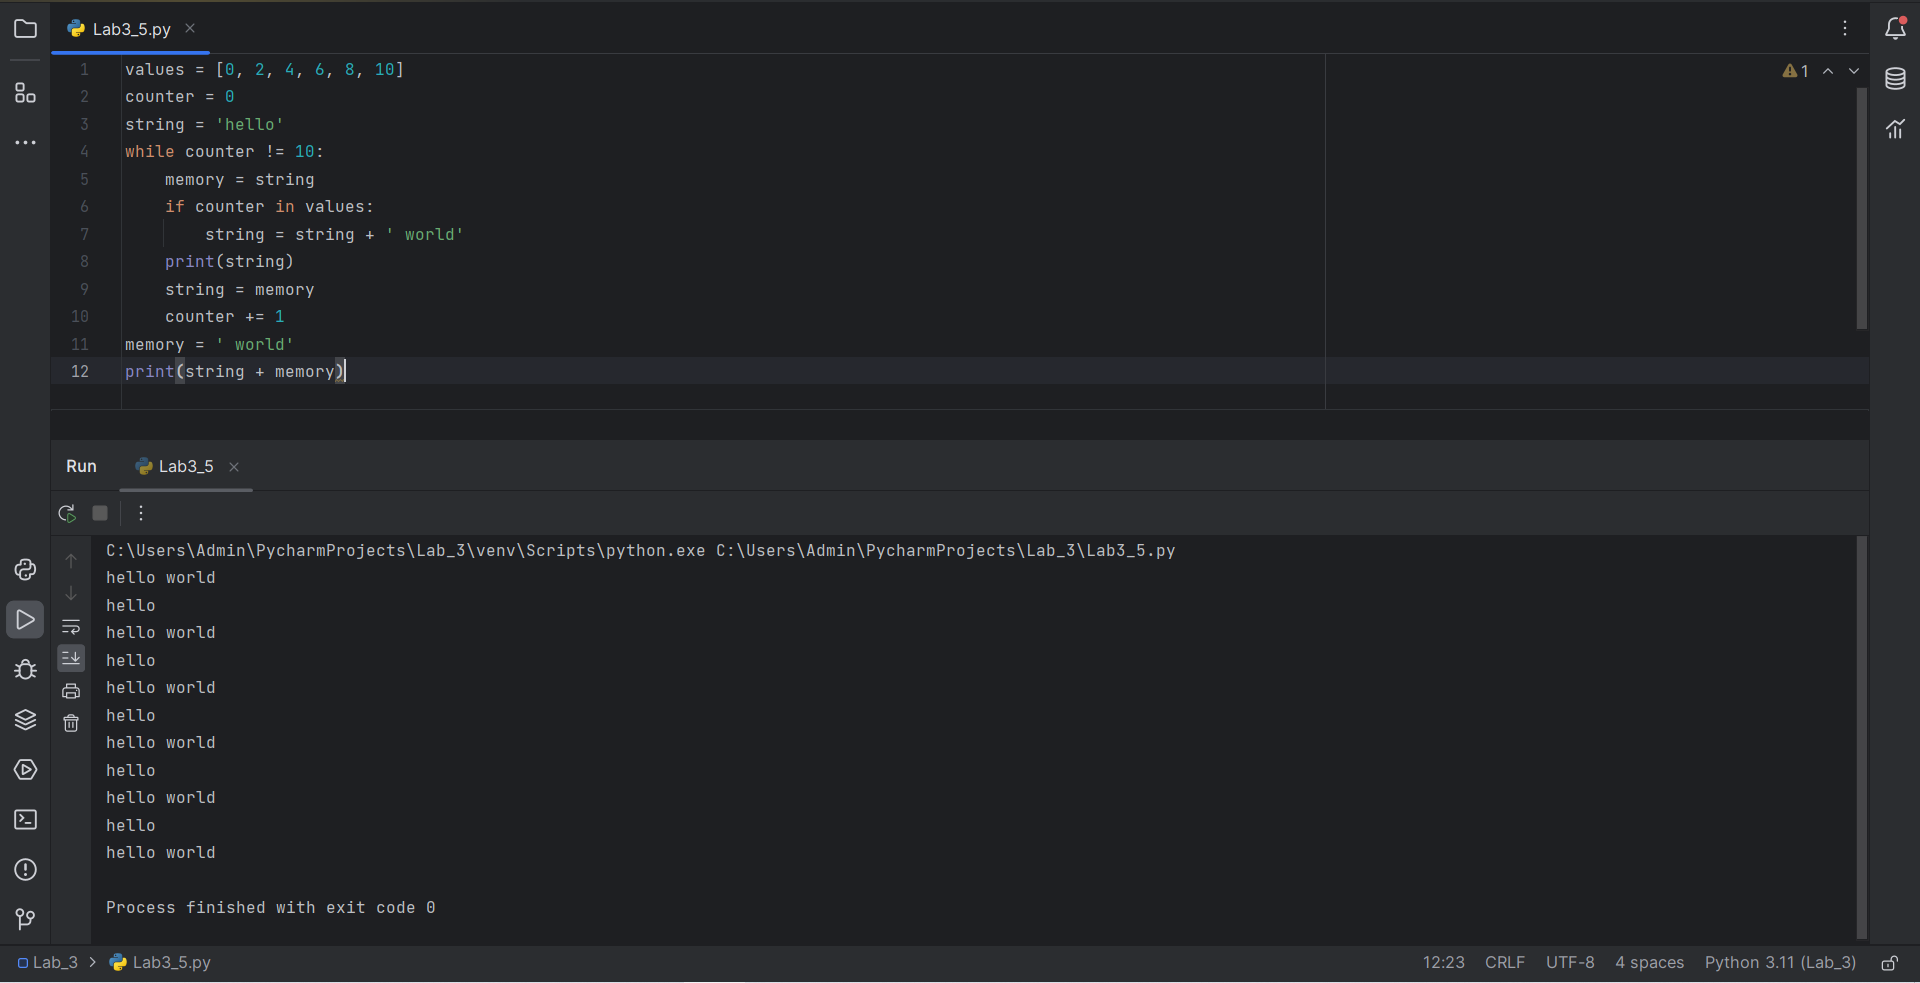 Lab3_5.py
1 values = [0, 2, 4, 6, 8, 10]
1
2 counter = 0
3 string = 'hello'
4 while counter != 10:
5     memory = string
6     if counter in values:
7         string = string + ' world'
8     print(string)
9     string = memory
10     counter += 1
11 memory = ' world'
12 print(string + memory)
Run Lab3_5
C:\Users\Admin\PycharmProjects\Lab_3\venv\Scripts\python.exe C:\Users\Admin\PycharmProjects\Lab_3\Lab3_5.py
hello world
hello
hello world
hello
hello world
hello
hello world
hello
hello world
hello
hello world
Process finished with exit code 0
Lab_3 > Lab3_5.py 12:23 CRLF UTF-8 4 spaces Python 3.11 (Lab_3)